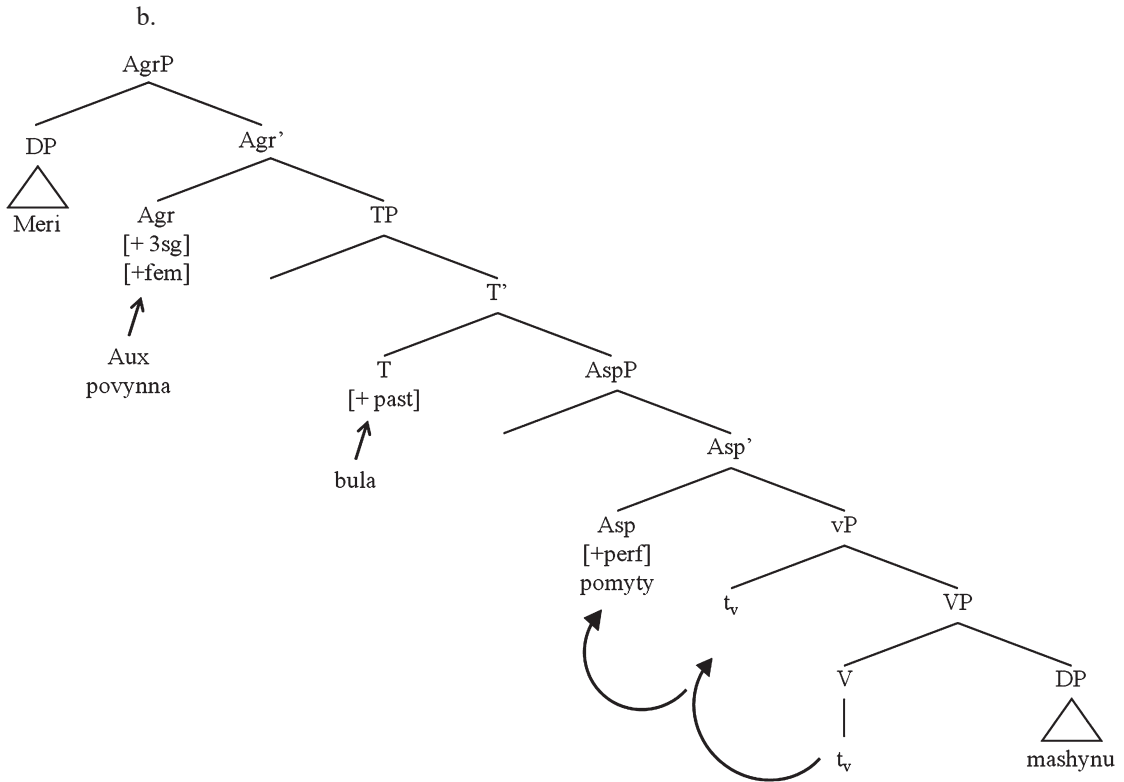 b.
AgrP
DP Agr’
Meri Agr TP
[+ 3sg]
[+fem]
T’
Aux T AspP
povynna [+ past]
Asp’
bula
Asp vP
[+perf]
pomyty tv VP
V DP
tv mashynu